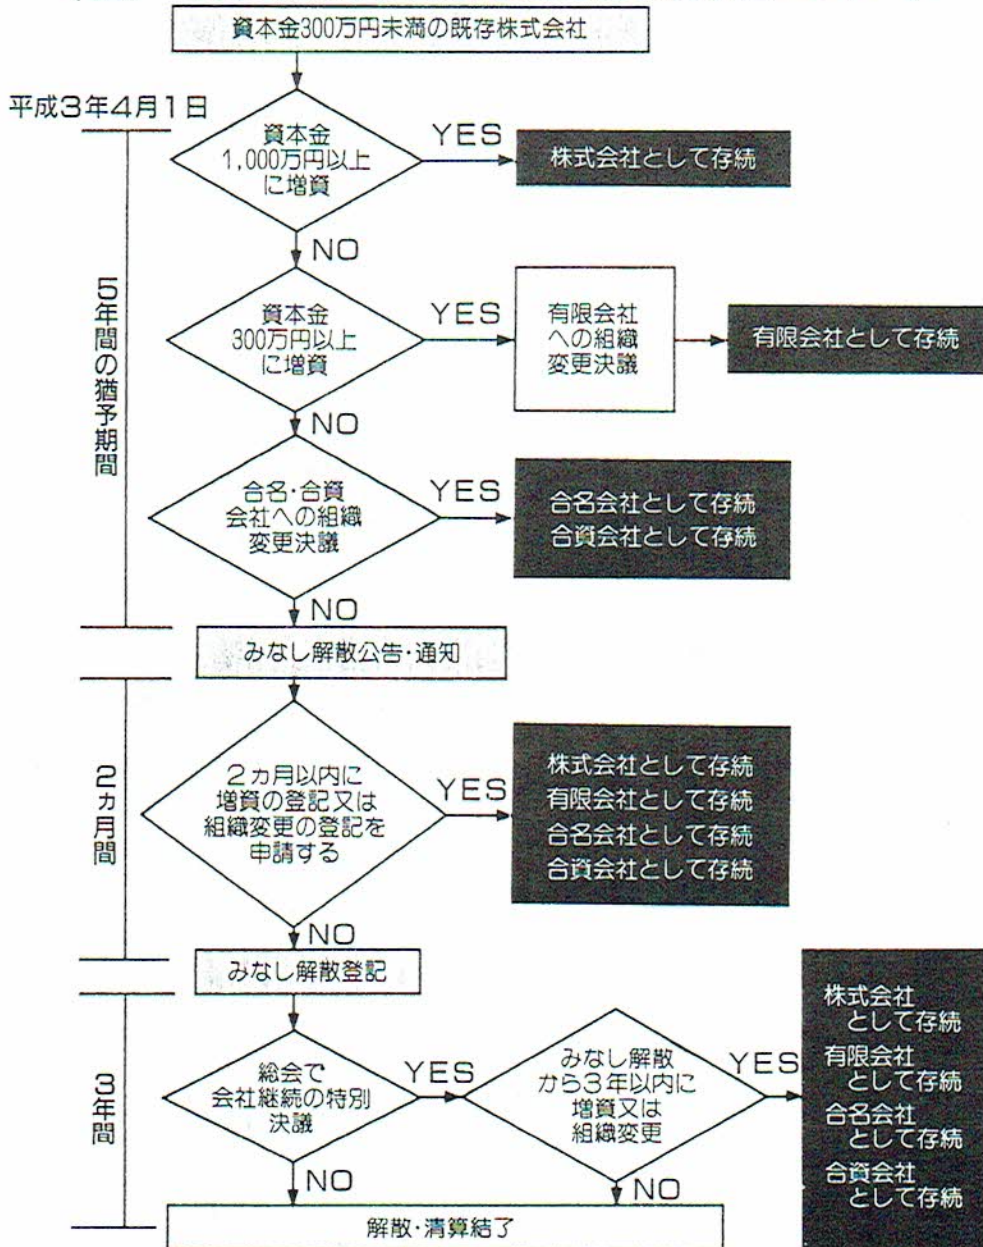 資本金300万円未満の既存株式会社
平成3年4月1日
資本金
1,000万円以上
に増資
YES
株式会社として存続
NO
5年間の猶予期間
資本金
300万円以上
に増資
YES
有限会社
への組織
変更決議
有限会社として存続
NO
合名・合資
会社への組織
変更決議
YES
合名会社として存続
合資会社として存続
NO
みなし解散公告・通知
2ヵ月間
2ヵ月以内に
増資の登記又は
組織変更の登記を
申請する
YES
株式会社として存続
有限会社として存続
合名会社として存続
合資会社として存続
NO
みなし解散登記
3年間
総会で
会社継続の特別
決議
YES
みなし解散
から3年以内に
増資又は
組織変更
YES
株式会社
として存続
有限会社
として存続
合名会社
として存続
合資会社
として存続
NO
NO
解散・清算結了